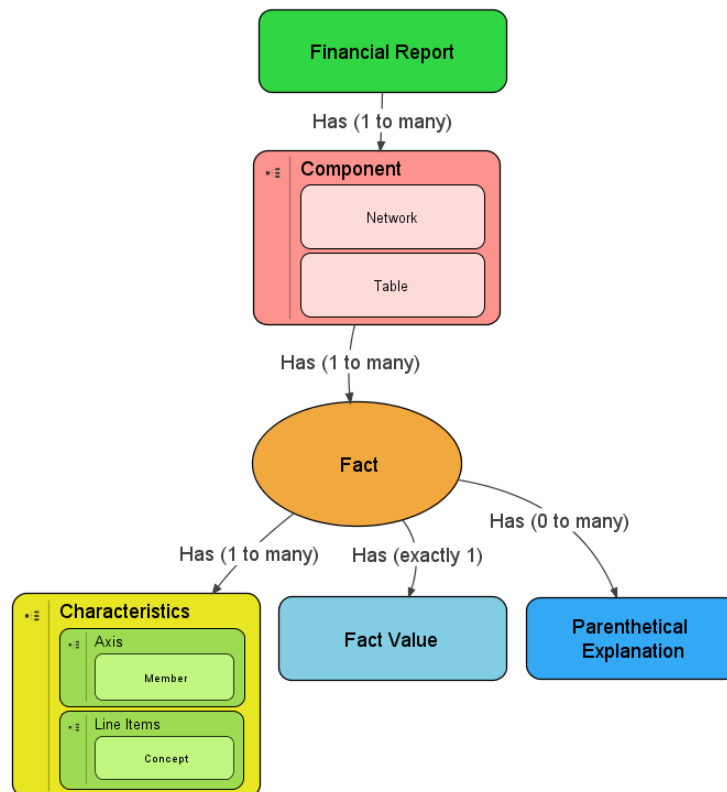 Financial Report
Has (1 to many)
Component
Network
Table
Has (1 to many)
Fact
Has (1 to many)
Has (exactly 1)
Has (0 to many)
Characteristics
Axis
Member
Line Items
Concept
Fact Value
Parenthetical
Explanation